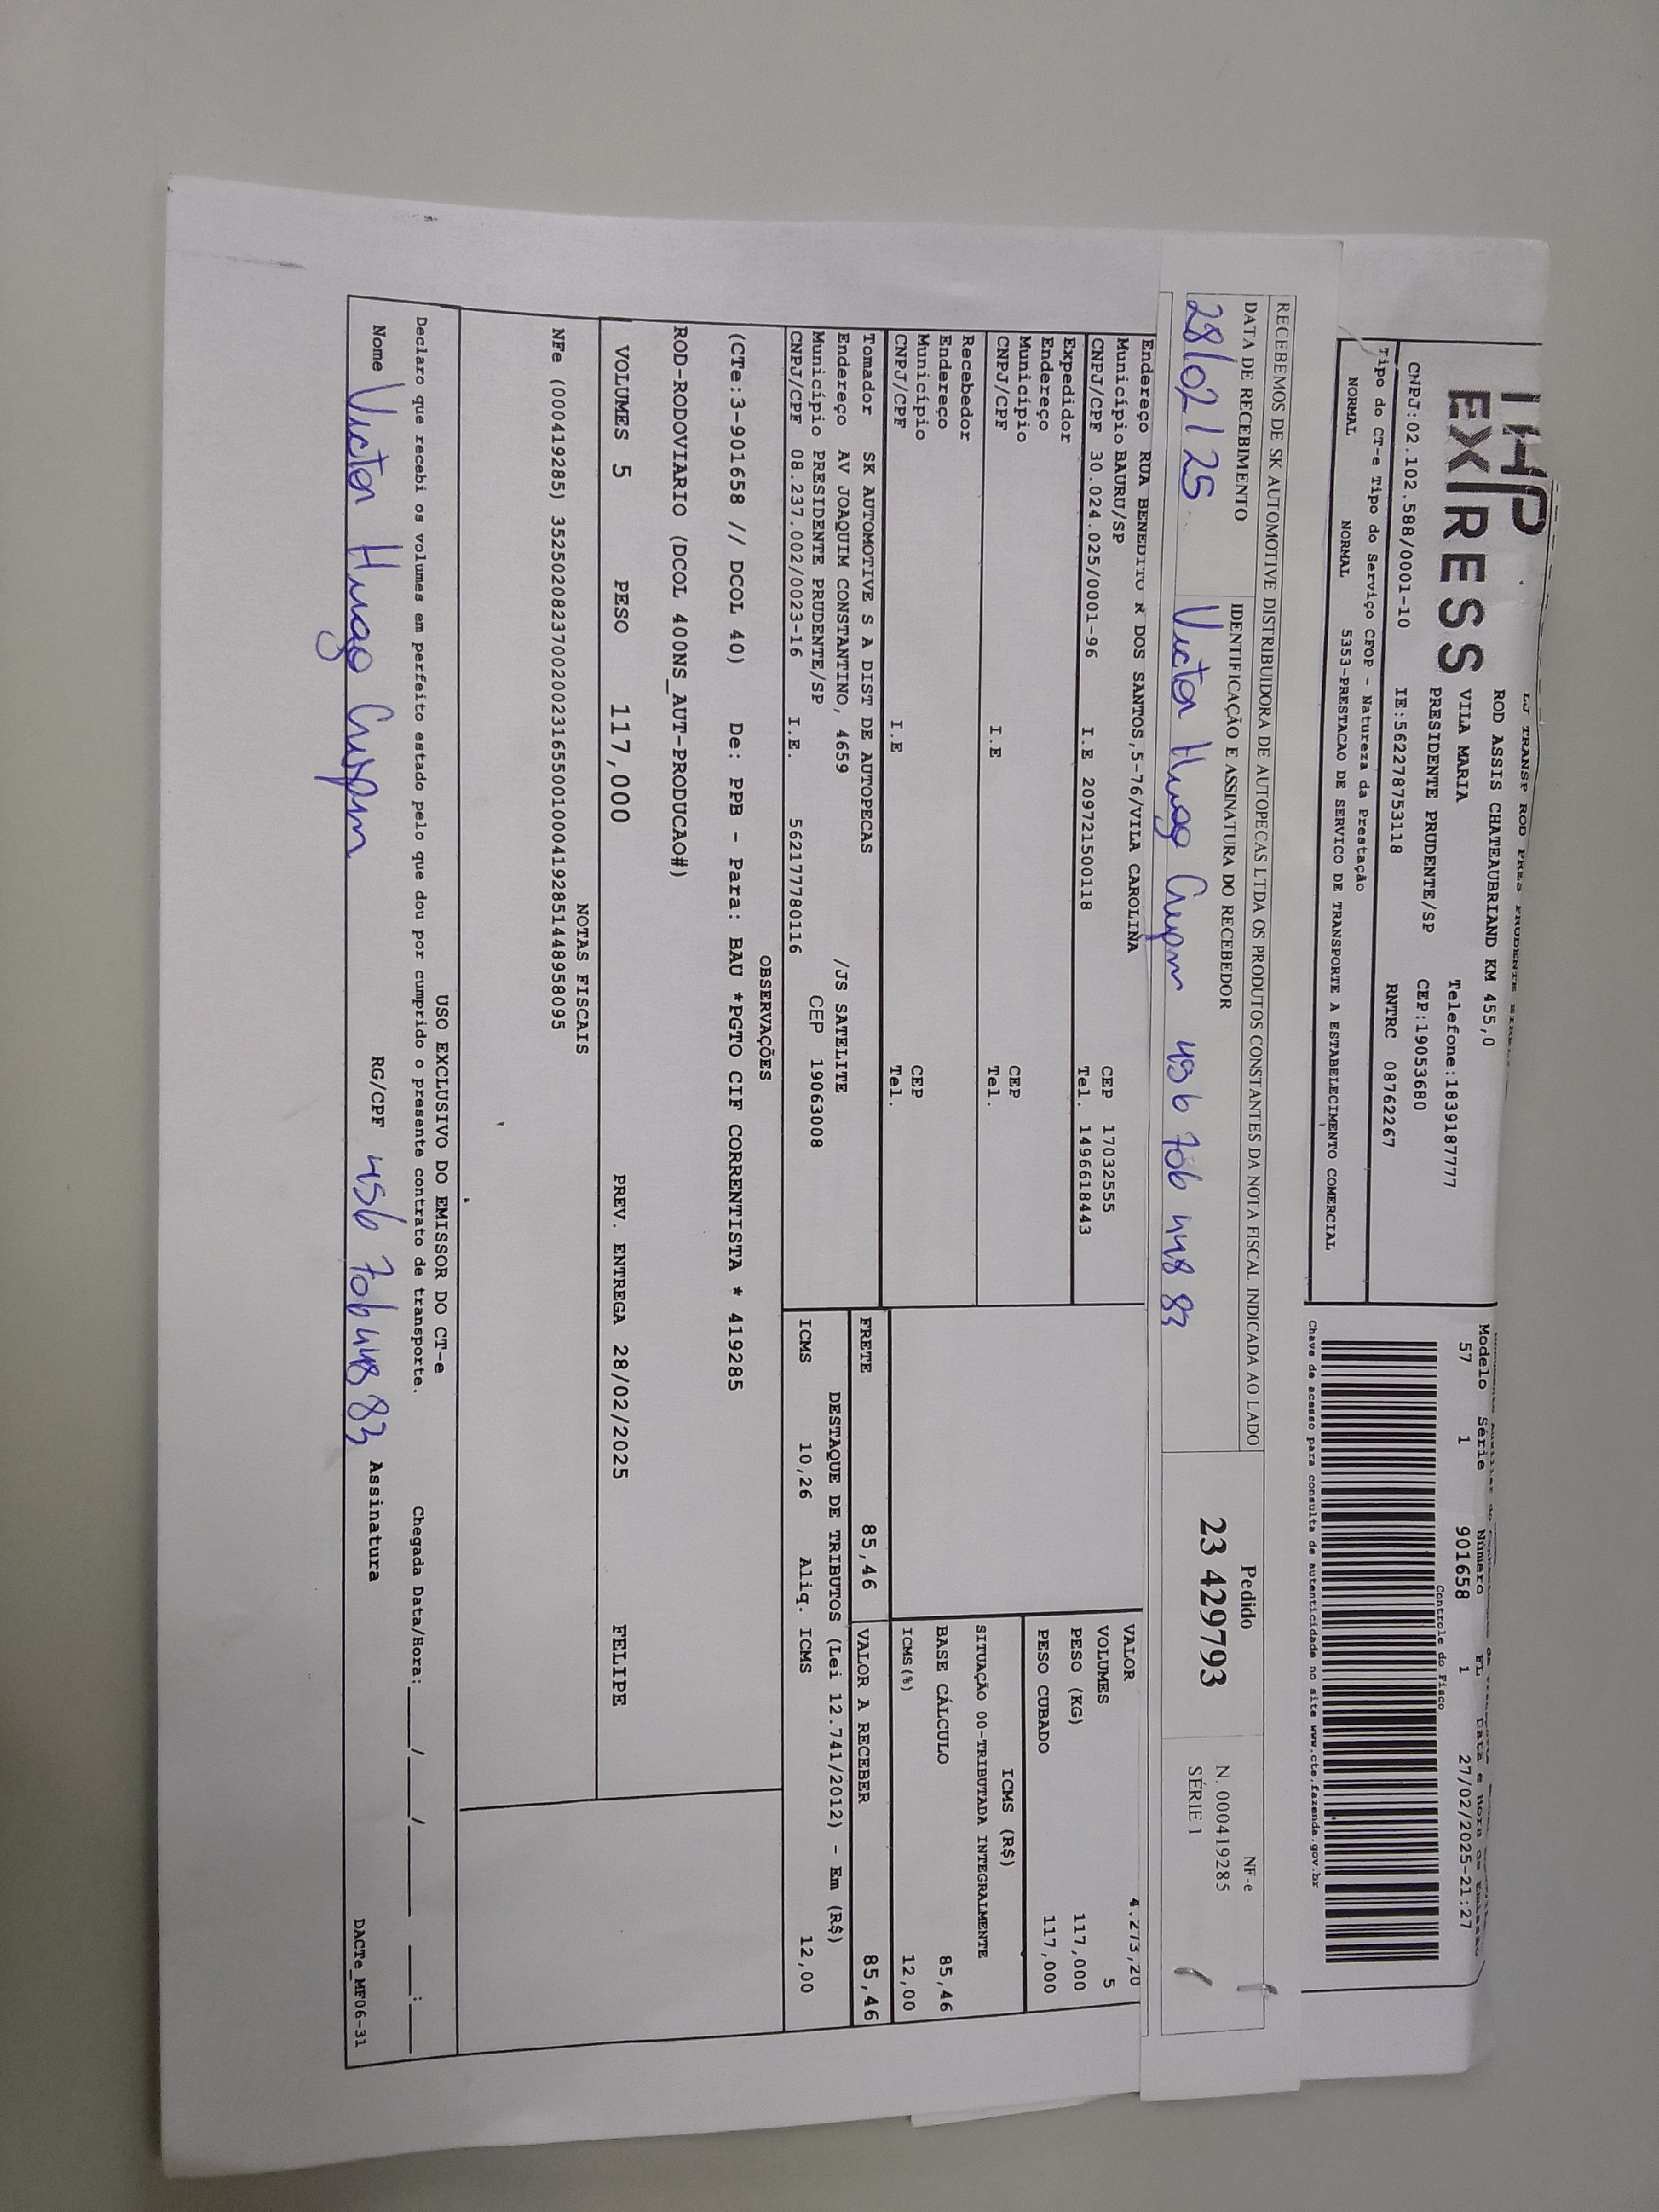 EXPRESS
ROD ASSIS CHATEAUBRIAND KM 455,0
VILA MARIA Telefone:1839187777
PRESIDENTE PRUDENTE/SP CEP:19053680
CNPJ:02.102.588/0001-10 IE:562278753118 RNTRC 08762267
Modelo Série Número FL Data e Hora de Emissão
57 1 901658 1 27/02/2025-21:27
Controle do Fisco
Chave de acesso para consulta de autenticidade no site www.cte.fazenda.gov.br
Tipo do CT-e Tipo do Serviço CFOP - Natureza da Prestação
NORMAL NORMAL 5353-PRESTACAO DE SERVICO DE TRANSPORTE A ESTABELECIMENTO COMERCIAL
RECEBEMOS DE SK AUTOMOTIVE DISTRIBUIDORA DE AUTOPECAS LTDA OS PRODUTOS CONSTANTES DA NOTA FISCAL INDICADA AO LADO
DATA DE RECEBIMENTO IDENTIFICAÇÃO E ASSINATURA DO RECEBEDOR
28/02/25 Victor Hugo 456 706 448 83
Pedido
23 429793
NF-e
N. 000419285
SÉRIE 1
Endereço RUA BENEDITO R DOS SANTOS,5-76/VILA CAROLINA
Município BAURU/SP CEP 17032555
CNPJ/CPF 30.024.025/0001-96 I.E 209721500118 Tel. 1496618443
Expedidor
Endereço
Município CEP
CNPJ/CPF I.E Tel.
Recebedor
Endereço
Município CEP
CNPJ/CPF I.E Tel.
VALOR 4.273,20
VOLUMES 5
PESO (KG) 117,000
PESO CUBADO 117,000
ICMS (R$)
SITUAÇÃO 00-TRIBUTADA INTEGRALMENTE
BASE CÁLCULO 85,46
ICMS(%) 12,00
Tomador SK AUTOMOTIVE S A DIST DE AUTOPECAS
Endereço AV JOAQUIM CONSTANTINO, 4659 /JS SATELITE
Município PRESIDENTE PRUDENTE/SP CEP 19063008
CNPJ/CPF 08.237.002/0023-16 I.E. 562177780116
FRETE 85,46 VALOR A RECEBER 85,46
DESTAQUE DE TRIBUTOS (Lei 12.741/2012) - Em (R$)
ICMS 10,26 Aliq. ICMS 12,00
OBSERVAÇÕES
(CTe:3-901658 // DCOL 40) De: PPB - Para: BAU *PGTO CIF CORRENTISTA * 419285
ROD-RODOVIARIO (DCOL 400NS_AUT-PRODUCAO#)
VOLUMES 5 PESO 117,000 PREV. ENTREGA 28/02/2025 FELIPE
NOTAS FISCAIS
NFe (000419285) 35250208237002002316550010004192851448958095
USO EXCLUSIVO DO EMISSOR DO CT-e
Declaro que recebi os volumes em perfeito estado pelo que dou por cumprido o presente contrato de transporte. Chegada Data/Hora:____/____/____ ____:____
Nome Victor Hugo RG/CPF 456 706 448 83 Assinatura
DACTe_MF06-31